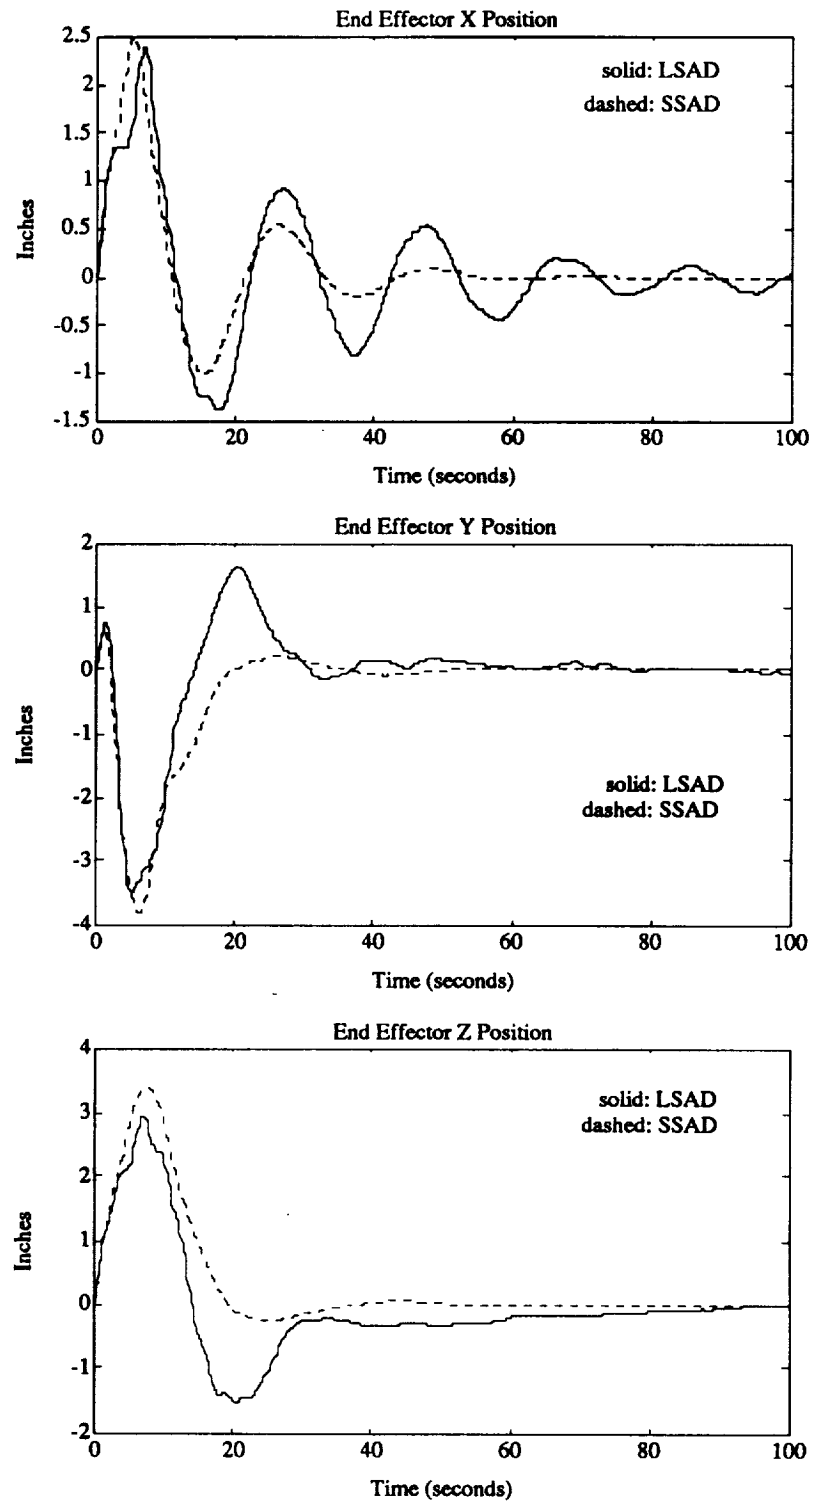 End Effector X Position
2.5
2
1.5
1
0.5
0
-0.5
-1
-1.5
Inches
solid: LSAD
dashed: SSAD
0 20 40 60 80 100
Time (seconds)
End Effector Y Position
2
1
0
-1
-2
-3
-4
Inches
solid: LSAD
dashed: SSAD
0 20 40 60 80 100
Time (seconds)
End Effector Z Position
4
3
2
1
0
-1
-2
Inches
solid: LSAD
dashed: SSAD
0 20 40 60 80 100
Time (seconds)